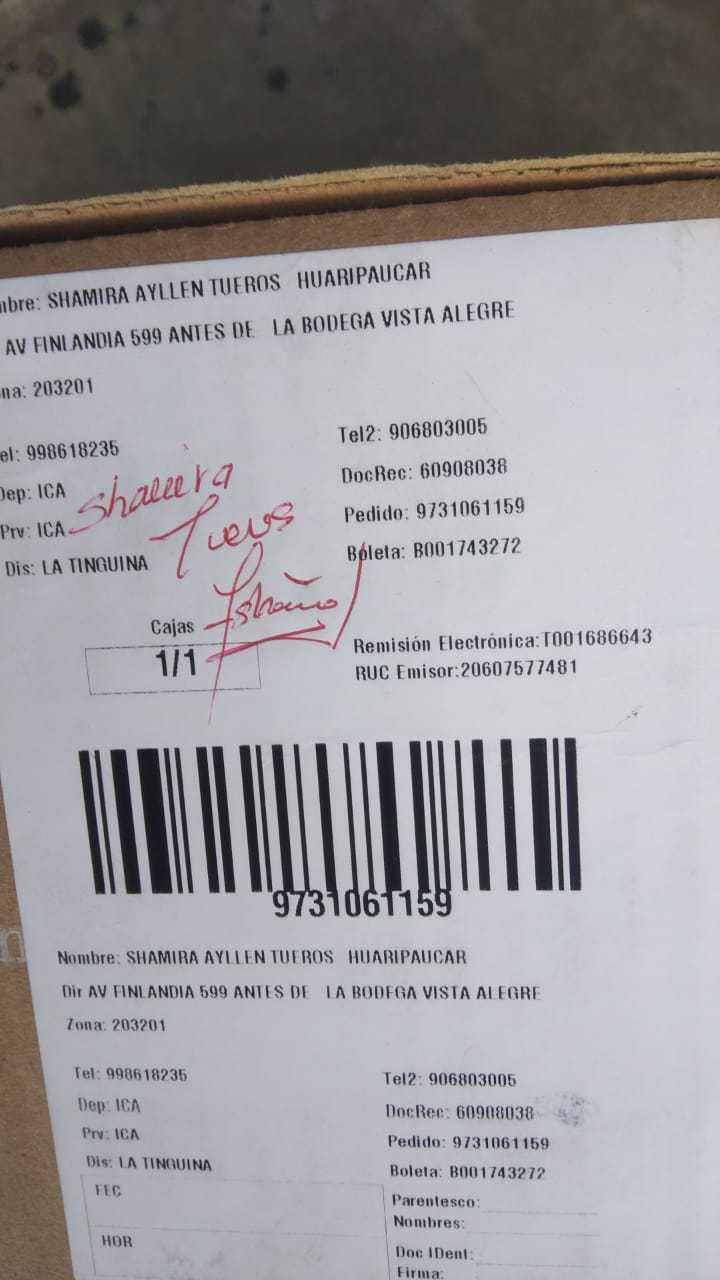 mbre: SHAMIRA AYLLEN TUEROS HUARIPAUCAR
AV FINLANDIA 599 ANTES DE LA BODEGA VISTA ALEGRE
na: 203201
el: 998618235
Tel2: 906803005
Dep: ICA
DocRec: 60908038
Prv: ICA
Pedido: 9731061159
Dis: LA TINGUINA
Boleta: B001743272
Shamira
Tueros
Cajas
1/1
Remisión Electrónica:T001686643
RUC Emisor:20607577481
9731061159
Nombre: SHAMIRA AYLLEN TUEROS HUARIPAUCAR
Dir AV FINLANDIA 599 ANTES DE LA BODEGA VISTA ALEGRE
Zona: 203201
Tel: 998618235
Tel2: 906803005
Dep: ICA
DocRec: 60908038
Prv: ICA
Pedido: 9731061159
Dis: LA TINGUINA
Boleta: B001743272
FEC
Parentesco:
Nombres:
HOR
Doc IDent:
Firma: